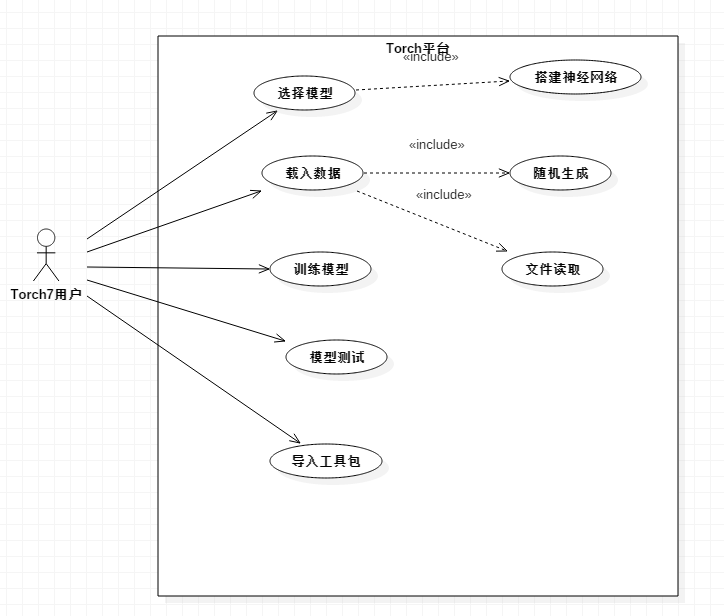 Torch平台
«include»
选择模型
搭建神经网络
«include»
载入数据
随机生成
«include»
训练模型
文件读取
Torch7用户
模型测试
导入工具包